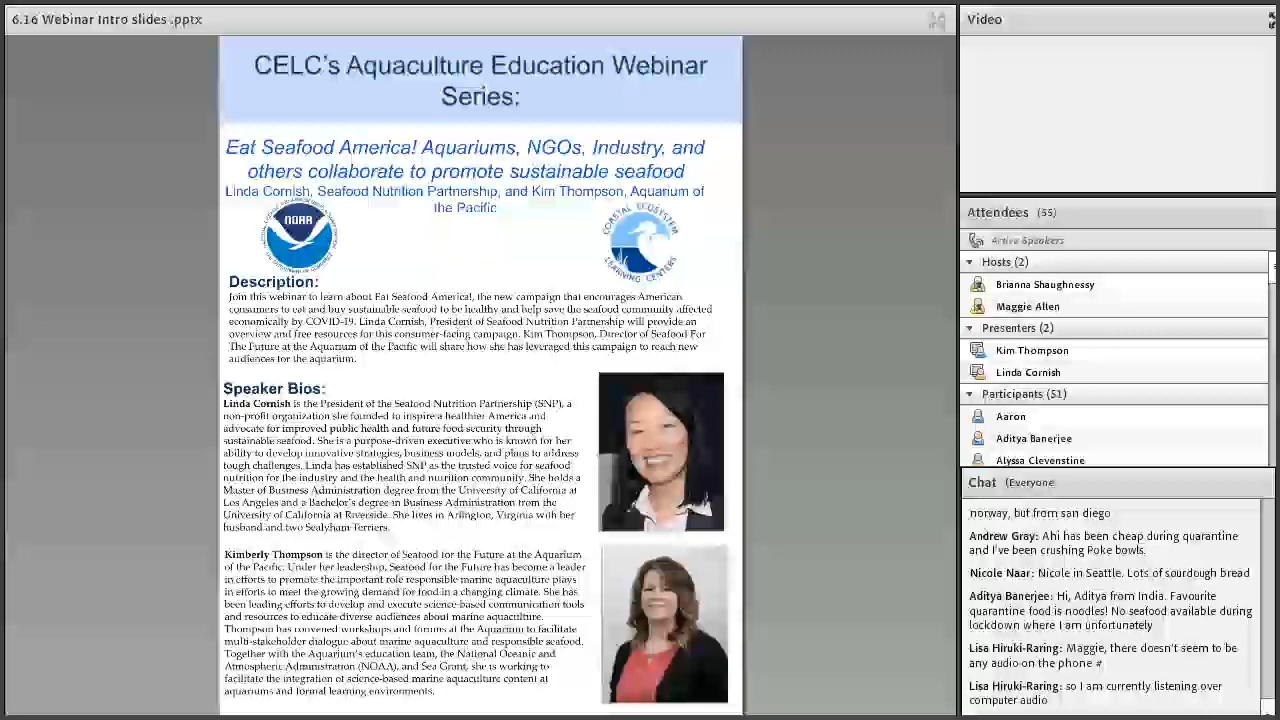 6.16 Webinar Intro slides .pptx
CELC's Aquaculture Education Webinar
Series:
Eat Seafood America! Aquariums, NGOs, Industry, and
others collaborate to promote sustainable seafood
Linda Cornish, Seafood Nutrition Partnership, and Kim Thompson, Aquarium of
the Pacific
NOAA
COASTAL ECOSYSTEM
LEARNING CENTERS
Description:
Join this webinar to learn about Eat Seafood America!, the new campaign that encourages American
consumers to eat and buy sustainable seafood to be healthy and help save the seafood community affected
economically by COVID-19. Linda Cornish, President of Seafood Nutrition Partnership will provide an
overview and free resources for this consumer-facing campaign. Kim Thompson, Director of Seafood For
The Future at the Aquarium of the Pacific will share how she has leveraged this campaign to reach new
audiences for the aquarium.
Speaker Bios:
Linda Cornish is the President of the Seafood Nutrition Partnership (SNP), a
non-profit organization she founded to inspire a healthier America and
advocate for improved public health and future food security through
sustainable seafood. She is a purpose-driven executive who is known for her
ability to develop innovative strategies, business models, and plans to address
tough challenges. Linda has established SNP as the trusted voice for seafood
nutrition for the industry and the health and nutrition community. She holds a
Master of Business Administration degree from the University of California at
Los Angeles and a Bachelor's degree in Business Administration from the
University of California at Riverside. She lives in Arlington, Virginia with her
husband and two Sealyham Terriers.
Kimberly Thompson is the director of Seafood for the Future at the Aquarium
of the Pacific. Under her leadership, Seafood for the Future has become a leader
in efforts to promote the important role responsible marine aquaculture plays
in efforts to meet the growing demand for food in a changing climate. She has
been leading efforts to develop and execute science-based communication tools
and resources to educate diverse audiences about marine aquaculture.
Thompson has convened workshops and forums at the Aquarium to facilitate
multi-stakeholder dialogue about marine aquaculture and responsible seafood.
Together with the Aquarium's education team, the National Oceanic and
Atmospheric Administration (NOAA), and Sea Grant, she is working to
facilitate the integration of science-based marine aquaculture content at
aquariums and formal learning environments.
Video
Attendees (55)
Active Speakers
Hosts (2)
Brianna Shaughnessy
Maggie Allen
Presenters (2)
Kim Thompson
Linda Cornish
Participants (51)
Aaron
Aditya Banerjee
Alyssa Clevenstine
Chat (Everyone
norway, but from san diego
Andrew Gray: Ahi has been cheap during quarantine
and I've been crushing Poke bowls.
Nicole Naar: Nicole in Seattle. Lots of sourdough bread
Aditya Banerjee: Hi, Aditya from India. Favourite
quarantine food is noodles! No seafood available during
lockdown where I am unfortunately
Lisa Hiruki-Raring: Maggie, there doesn't seem to be
any audio on the phone #
Lisa Hiruki-Raring: so I am currently listening over
computer audio